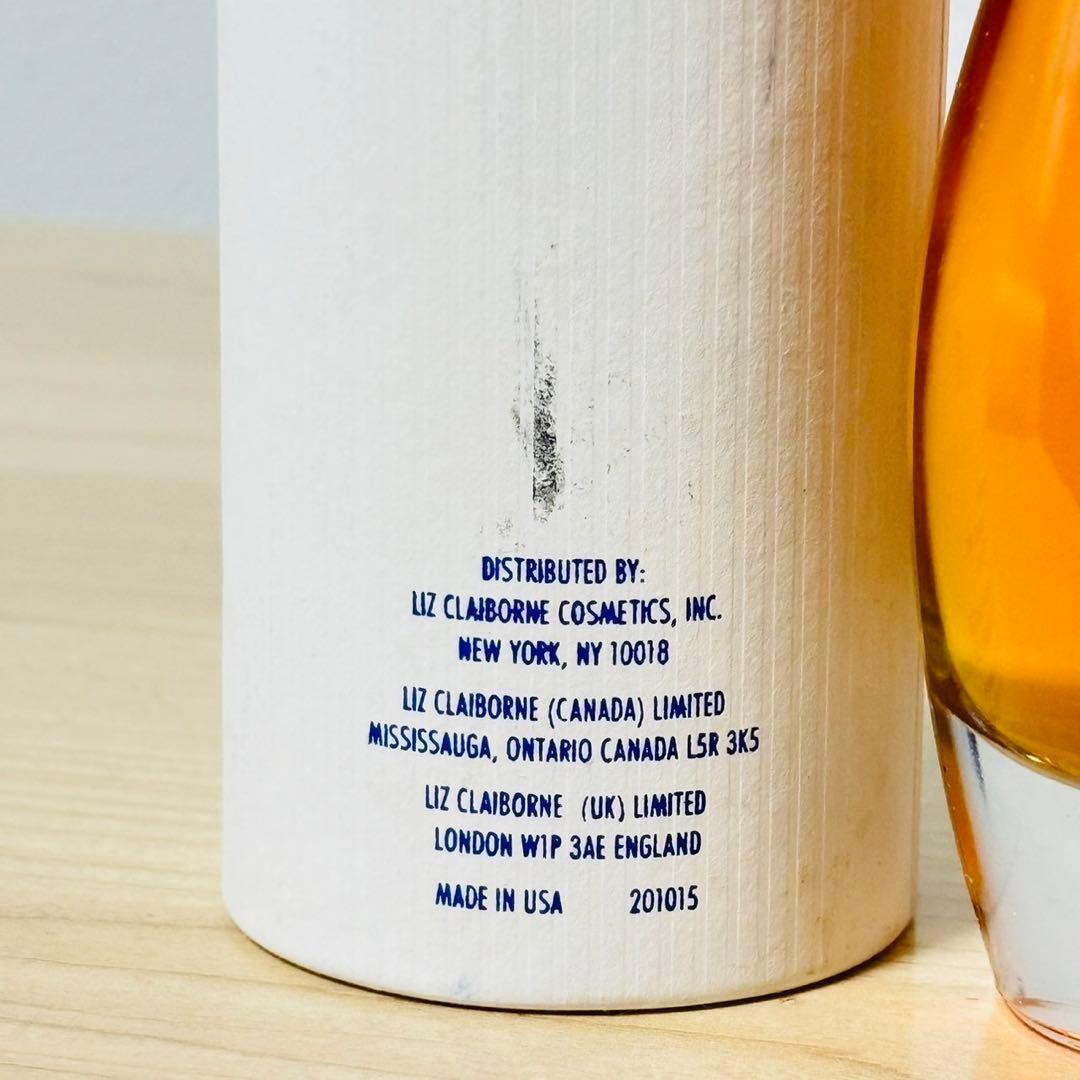 DISTRIBUTED BY:
LIZ CLAIBORNE COSMETICS, INC.
NEW YORK, NY 10018
LIZ CLAIBORNE (CANADA) LIMITED
MISSISSAUGA, ONTARIO CANADA L5R 3K5
LIZ CLAIBORNE (UK) LIMITED
LONDON W1P 3AE ENGLAND
MADE IN USA 201015